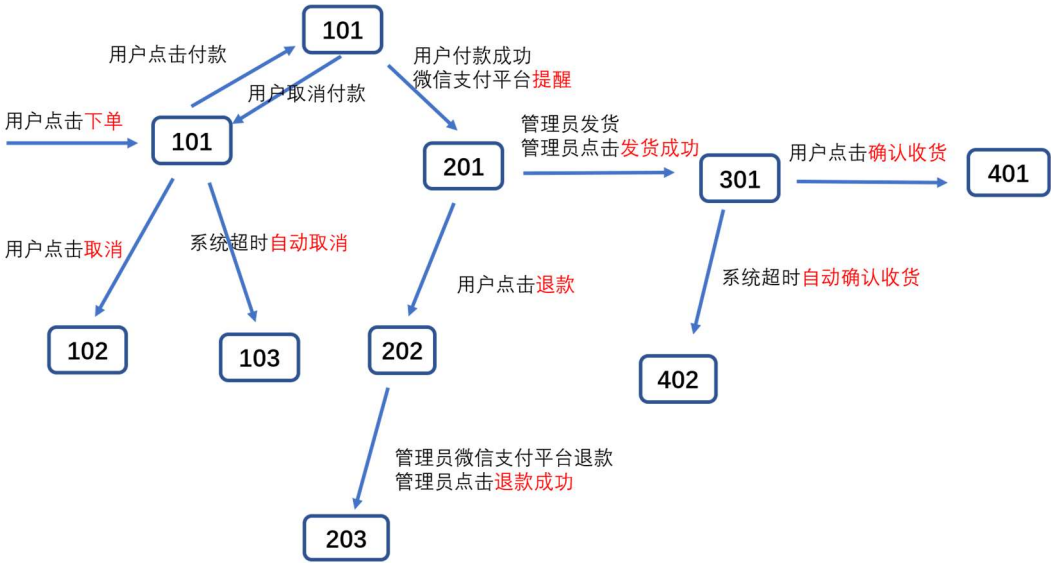 101
用户点击付款
用户付款成功
微信支付平台提醒
用户取消付款
用户点击下单
101
管理员发货
管理员点击发货成功
201
301
用户点击确认收货
401
用户点击取消
系统超时自动取消
用户点击退款
系统超时自动确认收货
102
103
202
402
管理员微信支付平台退款
管理员点击退款成功
203